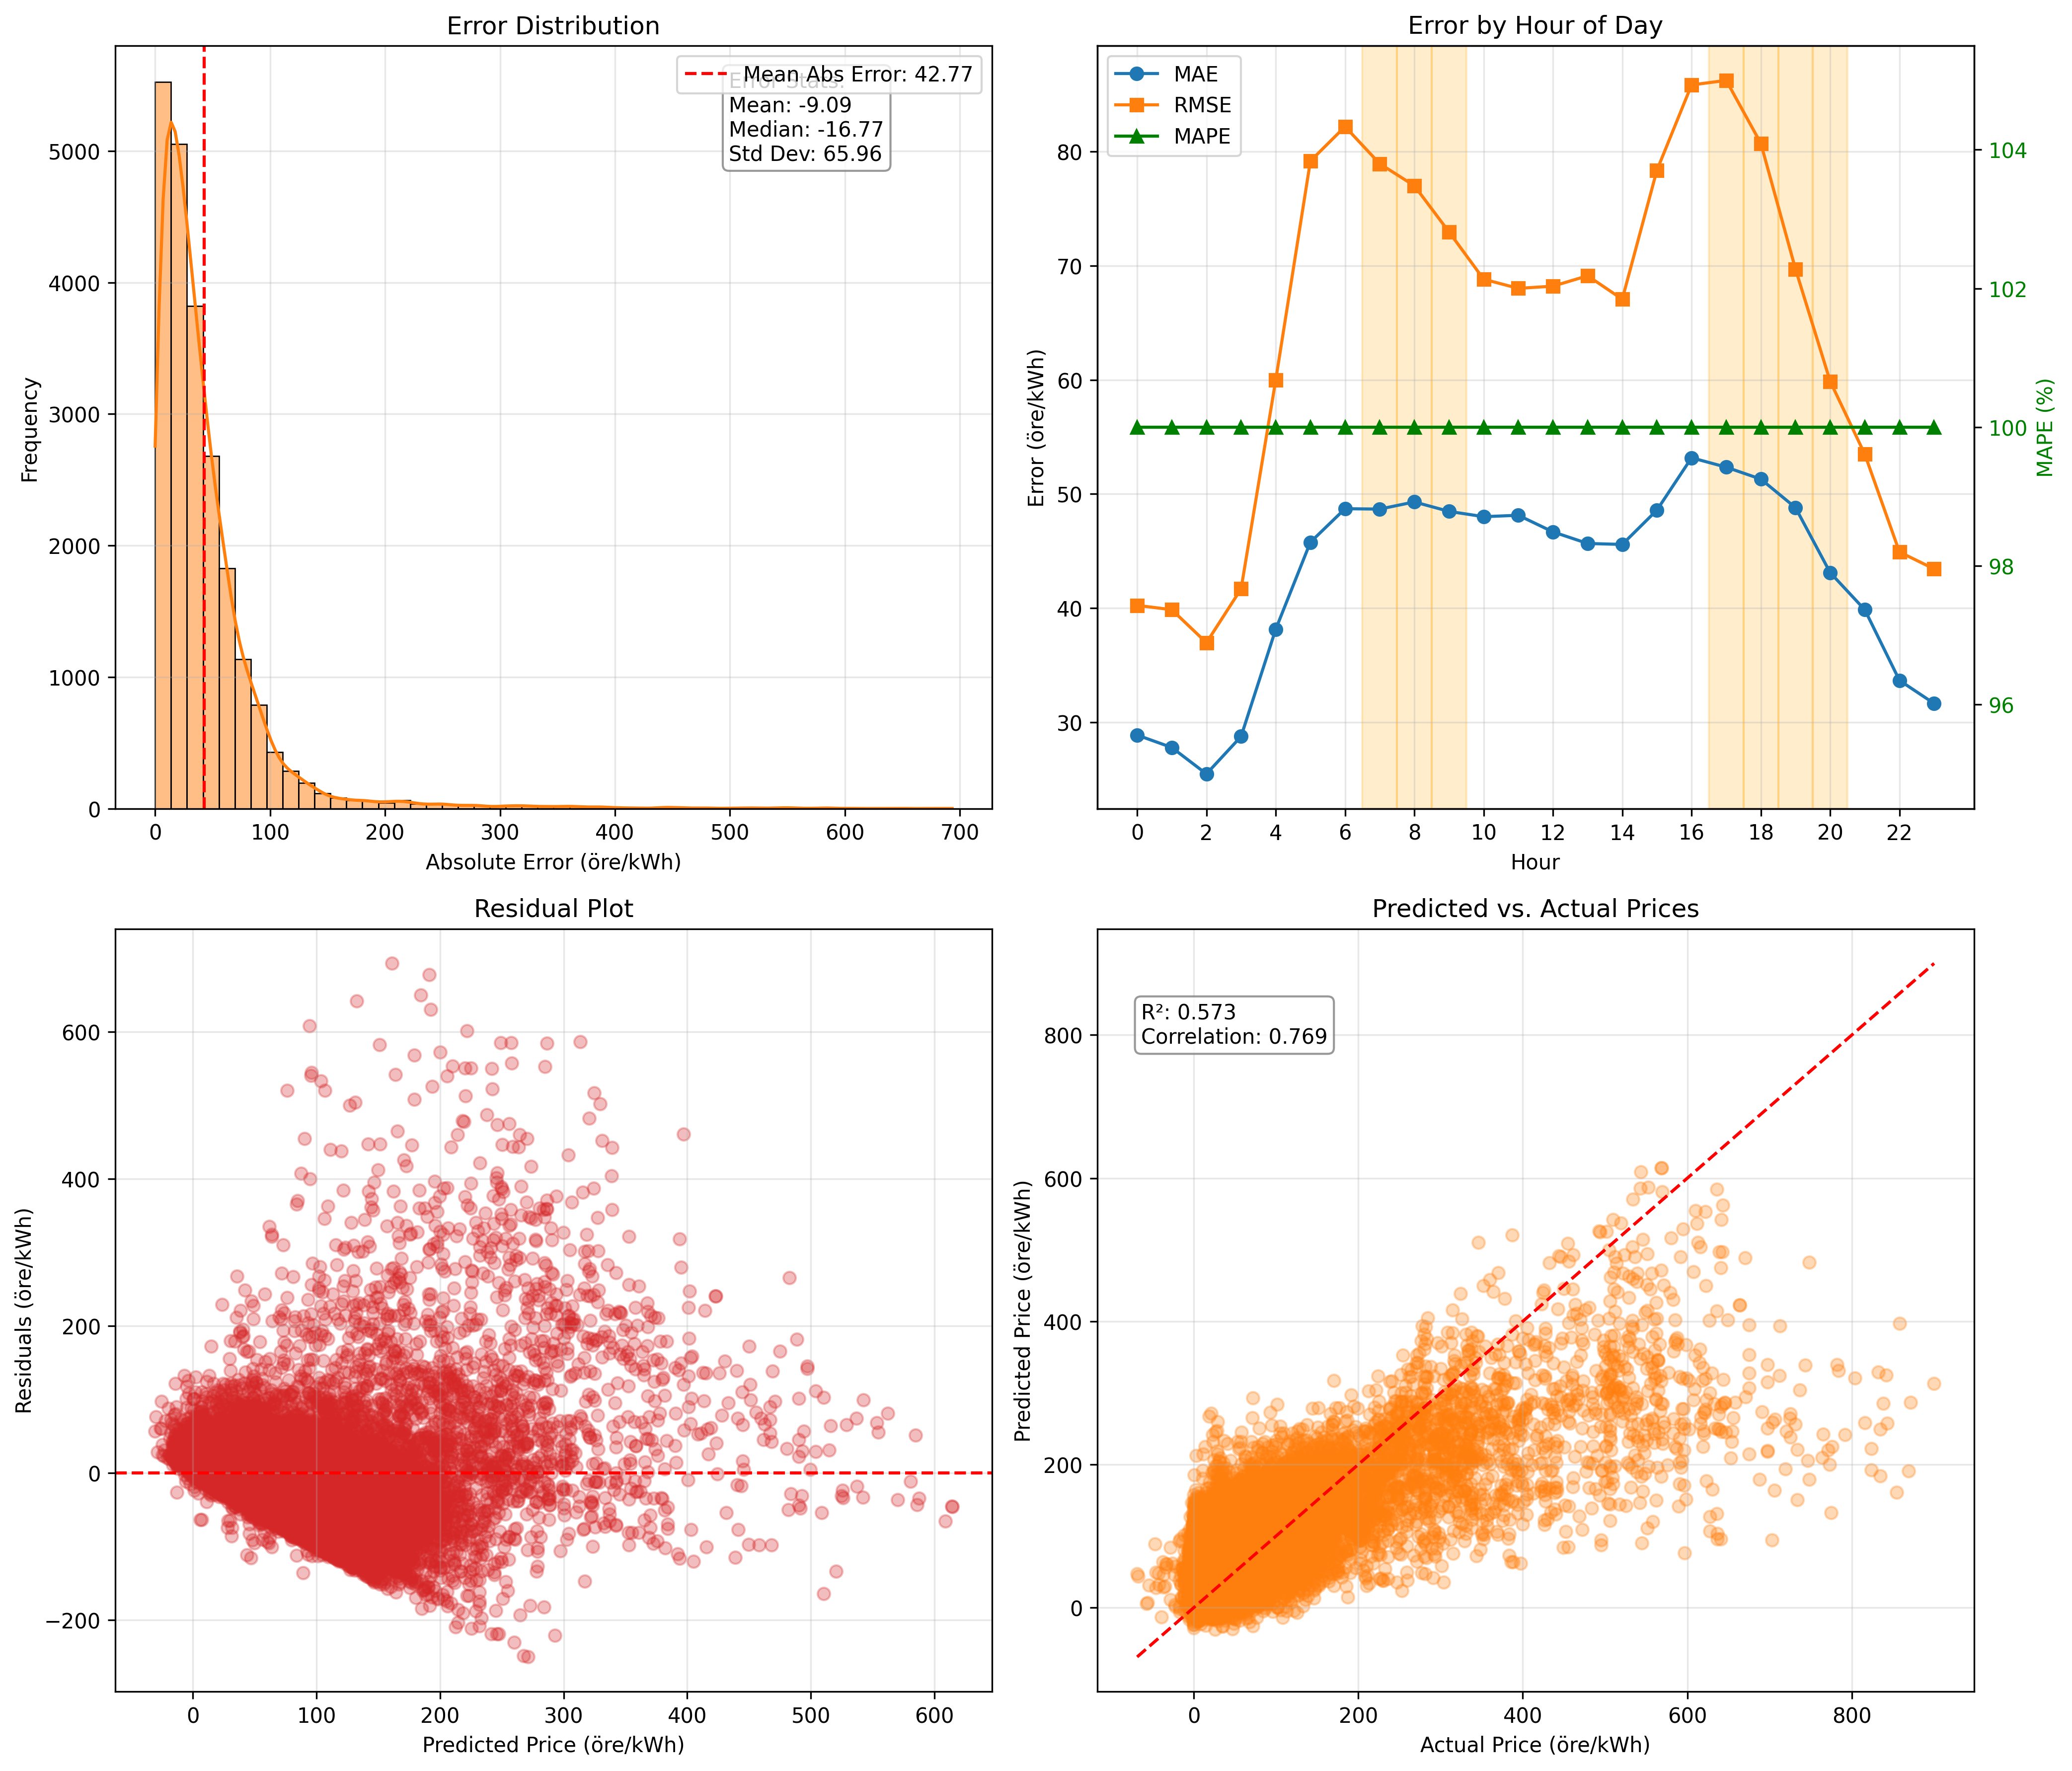 Error Distribution
Mean Abs Error: 42.77
Error Stats:
Mean: -9.09
Median: -16.77
Std Dev: 65.96
Frequency
5000
4000
3000
2000
1000
0
0 100 200 300 400 500 600 700
Absolute Error (öre/kWh)
Error by Hour of Day
MAE
RMSE
MAPE
Error (öre/kWh)
80
70
60
50
40
30
104
102
100
98
96
MAPE (%)
0 2 4 6 8 10 12 14 16 18 20 22
Hour
Residual Plot
Residuals (öre/kWh)
600
400
200
0
−200
0 100 200 300 400 500 600
Predicted Price (öre/kWh)
Predicted vs. Actual Prices
R²: 0.573
Correlation: 0.769
Predicted Price (öre/kWh)
800
600
400
200
0
0 200 400 600 800
Actual Price (öre/kWh)